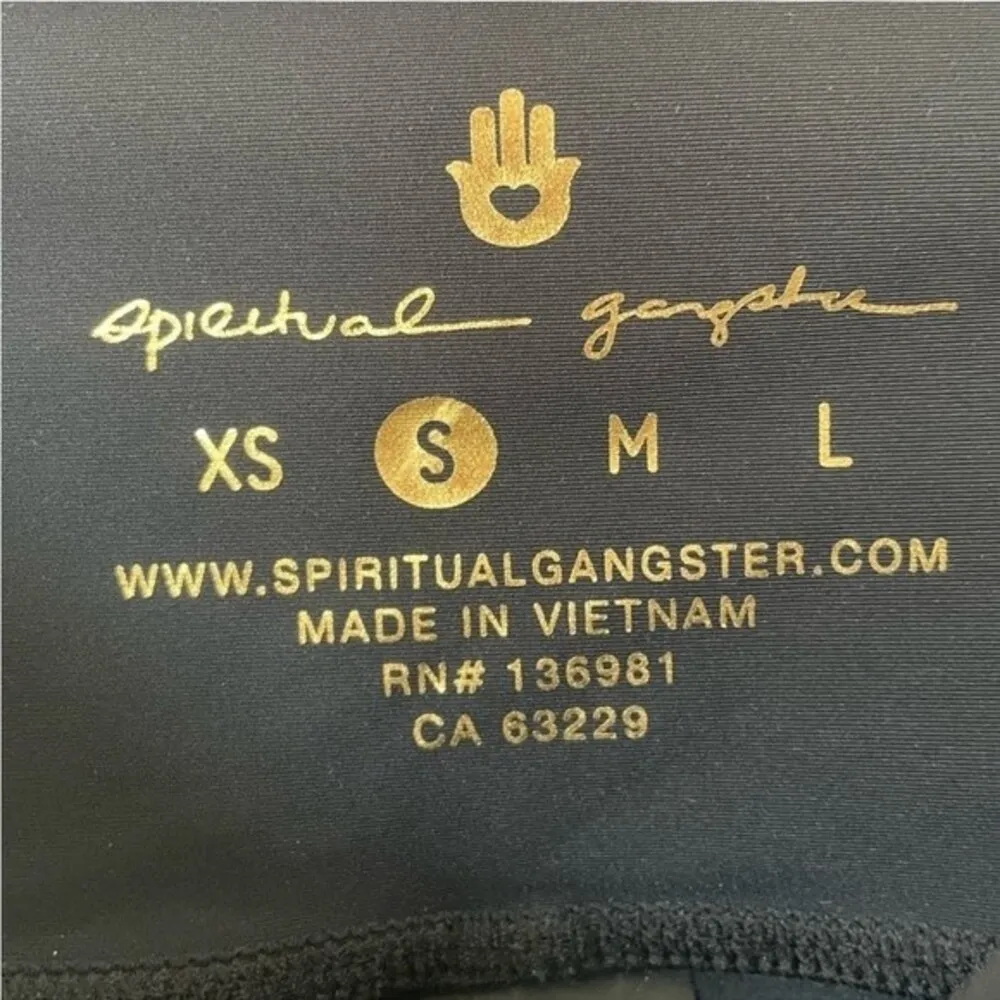 spiritual gangster
XS S M L
WWW.SPIRITUALGANGSTER.COM
MADE IN VIETNAM
RN# 136981
CA 63229